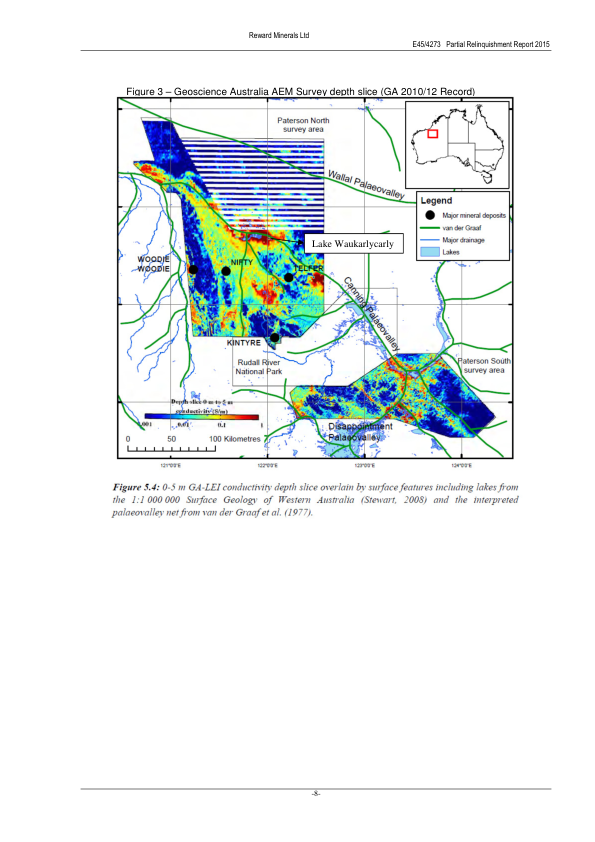 Reward Minerals Ltd
E45/4273 Partial Relinquishment Report 2015
Figure 3 – Geoscience Australia AEM Survey depth slice (GA 2010/12 Record)
Paterson North
survey area
Wallal Palaeovalley
Legend
Major mineral deposits
van der Graaf
Major drainage
Lakes
Lake Waukarlycarly
WOODIE
WOODIE
NIFTY
TELFER
Canning Palaeovalley
KINTYRE
Rudall River
National Park
Paterson South
survey area
Depth slice 0 m to 5 m
conductivity (S/m)
0.001 0.01 0.1 1
0 50 100 Kilometres
Disappointment
Palaeovalley
121°0'0"E 122°0'0"E 123°0'0"E 124°0'0"E
Figure 5.4: 0-5 m GA-LEI conductivity depth slice overlain by surface features including lakes from
the 1:1 000 000 Surface Geology of Western Australia (Stewart, 2008) and the interpreted
palaeovalley net from van der Graaf et al. (1977).
-8-